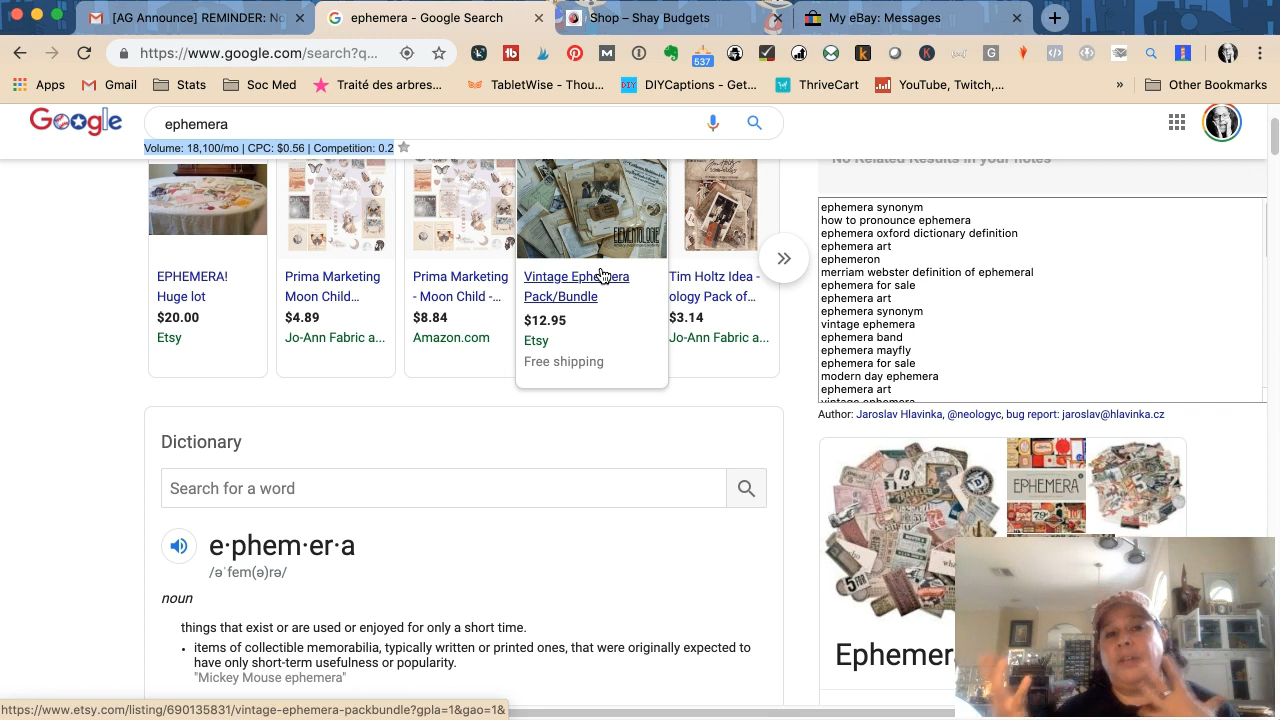 [AG Announce] REMINDER: No
ephemera - Google Search
Shop – Shay Budgets
My eBay: Messages
https://www.google.com/search?q...
537
Apps
Gmail
Stats
Soc Med
Traité des arbres...
TabletWise - Thou...
DIYCaptions - Get...
ThriveCart
YouTube, Twitch,...
»
Other Bookmarks
Google
ephemera
Volume: 18,100/mo | CPC: $0.56 | Competition: 0.2
No Related Results in your notes
EPHEMERA!
Huge lot
$20.00
Etsy
Prima Marketing
Moon Child...
$4.89
Jo-Ann Fabric a...
Prima Marketing
- Moon Child -...
$8.84
Amazon.com
ELEMENTOLOGIE
Vintage Ephemera
Pack/Bundle
$12.95
Etsy
Free shipping
Tim Holtz Idea -
ology Pack of...
$3.14
Jo-Ann Fabric a...
ephemera synonym
how to pronounce ephemera
ephemera oxford dictionary definition
ephemera art
ephemeron
merriam webster definition of ephemeral
ephemera for sale
ephemera art
ephemera synonym
vintage ephemera
ephemera band
ephemera mayfly
ephemera for sale
modern day ephemera
ephemera art
vintage ephemera
Author: Jaroslav Hlavinka, @neologyc, bug report: jaroslav@hlavinka.cz
Dictionary
Search for a word
e·phem·er·a
/əˈfem(ə)rə/
noun
things that exist or are used or enjoyed for only a short time.
• items of collectible memorabilia, typically written or printed ones, that were originally expected to
have only short-term usefulness or popularity.
"Mickey Mouse ephemera"
EPHEMERA
Ephemer
https://www.etsy.com/listing/690135831/vintage-ephemera-packbundle?gpla=1&gao=1&